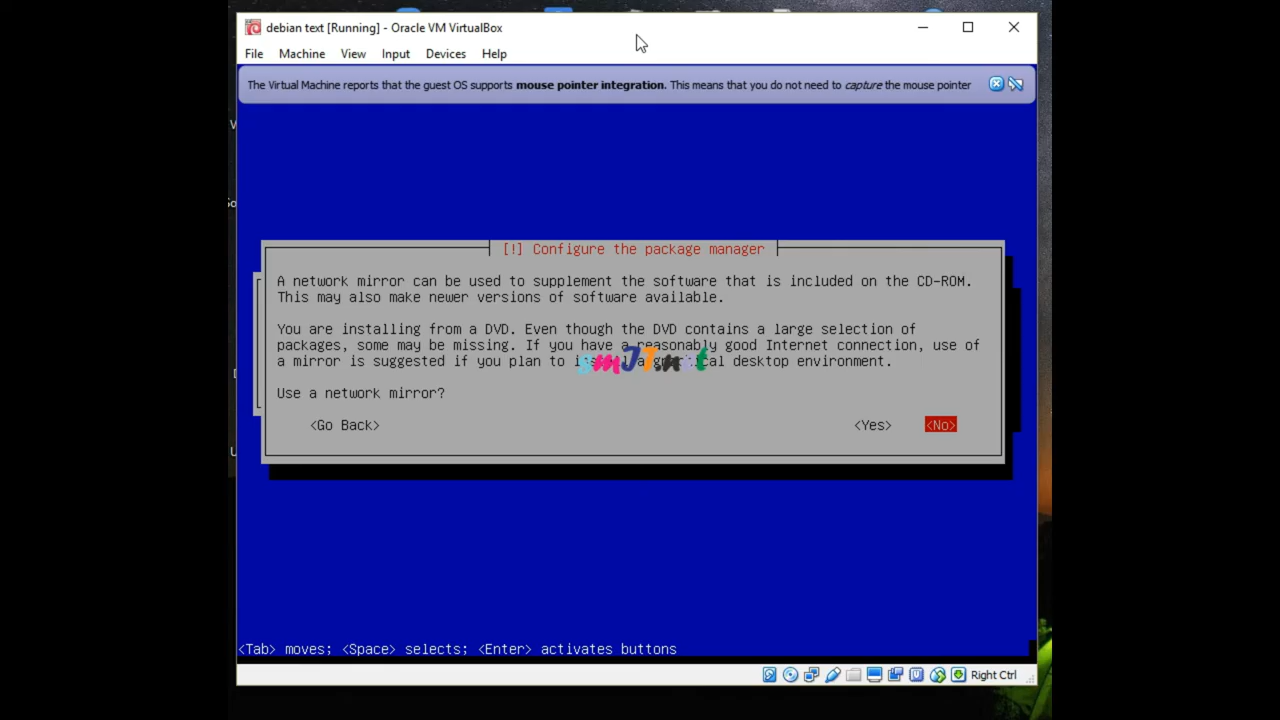 debian text [Running] - Oracle VM VirtualBox
File Machine View Input Devices Help
The Virtual Machine reports that the guest OS supports mouse pointer integration. This means that you do not need to capture the mouse pointer
[!] Configure the package manager
A network mirror can be used to supplement the software that is included on the CD-ROM.
This may also make newer versions of software available.
You are installing from a DVD. Even though the DVD contains a large selection of
packages, some may be missing. If you have a reasonably good Internet connection, use of
a mirror is suggested if you plan to install a graphical desktop environment.
smJT.net
Use a network mirror?
<Go Back> <Yes> <No>
<Tab> moves; <Space> selects; <Enter> activates buttons
Right Ctrl